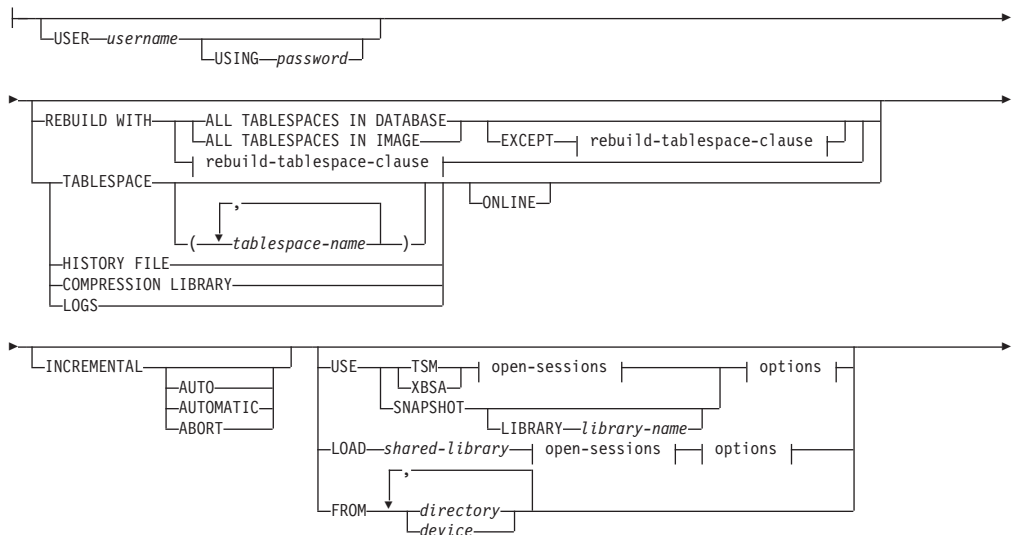 USER username
USING password
REBUILD WITH ALL TABLESPACES IN DATABASE
ALL TABLESPACES IN IMAGE EXCEPT rebuild-tablespace-clause
rebuild-tablespace-clause
TABLESPACE
,
ONLINE
( tablespace-name )
HISTORY FILE
COMPRESSION LIBRARY
LOGS
INCREMENTAL
AUTO
AUTOMATIC
ABORT
USE TSM open-sessions options
XBSA
SNAPSHOT
LIBRARY library-name
LOAD shared-library open-sessions options
,
FROM directory
device